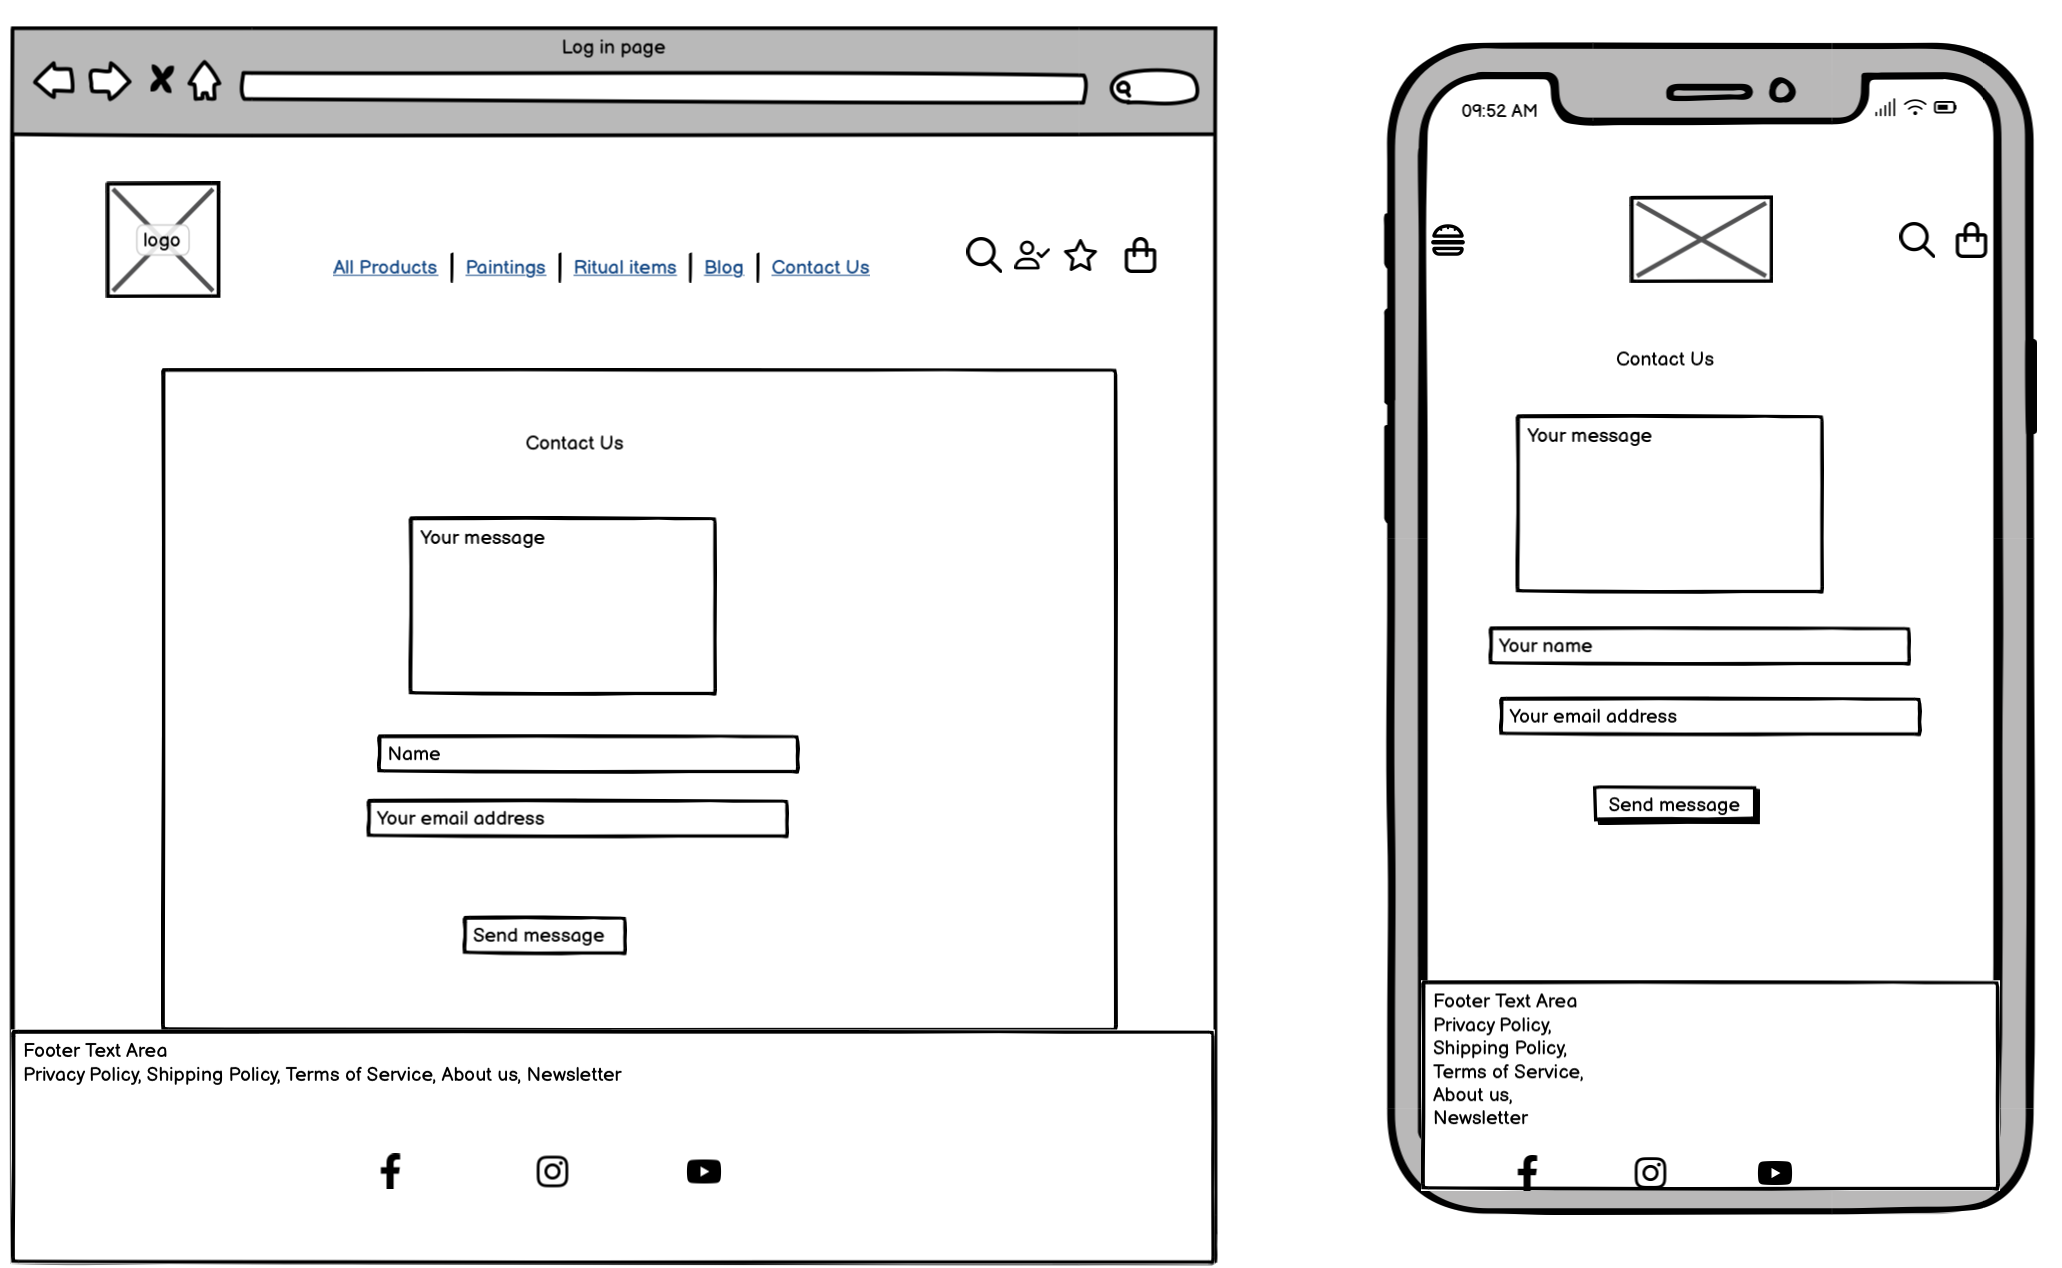 Log in page
logo
All Products
Paintings
Ritual items
Blog
Contact Us
Contact Us
Your message
Name
Your email address
Send message
Footer Text Area
Privacy Policy, Shipping Policy, Terms of Service, About us, Newsletter
09:52 AM
Contact Us
Your message
Your name
Your email address
Send message
Footer Text Area
Privacy Policy,
Shipping Policy,
Terms of Service,
About us,
Newsletter